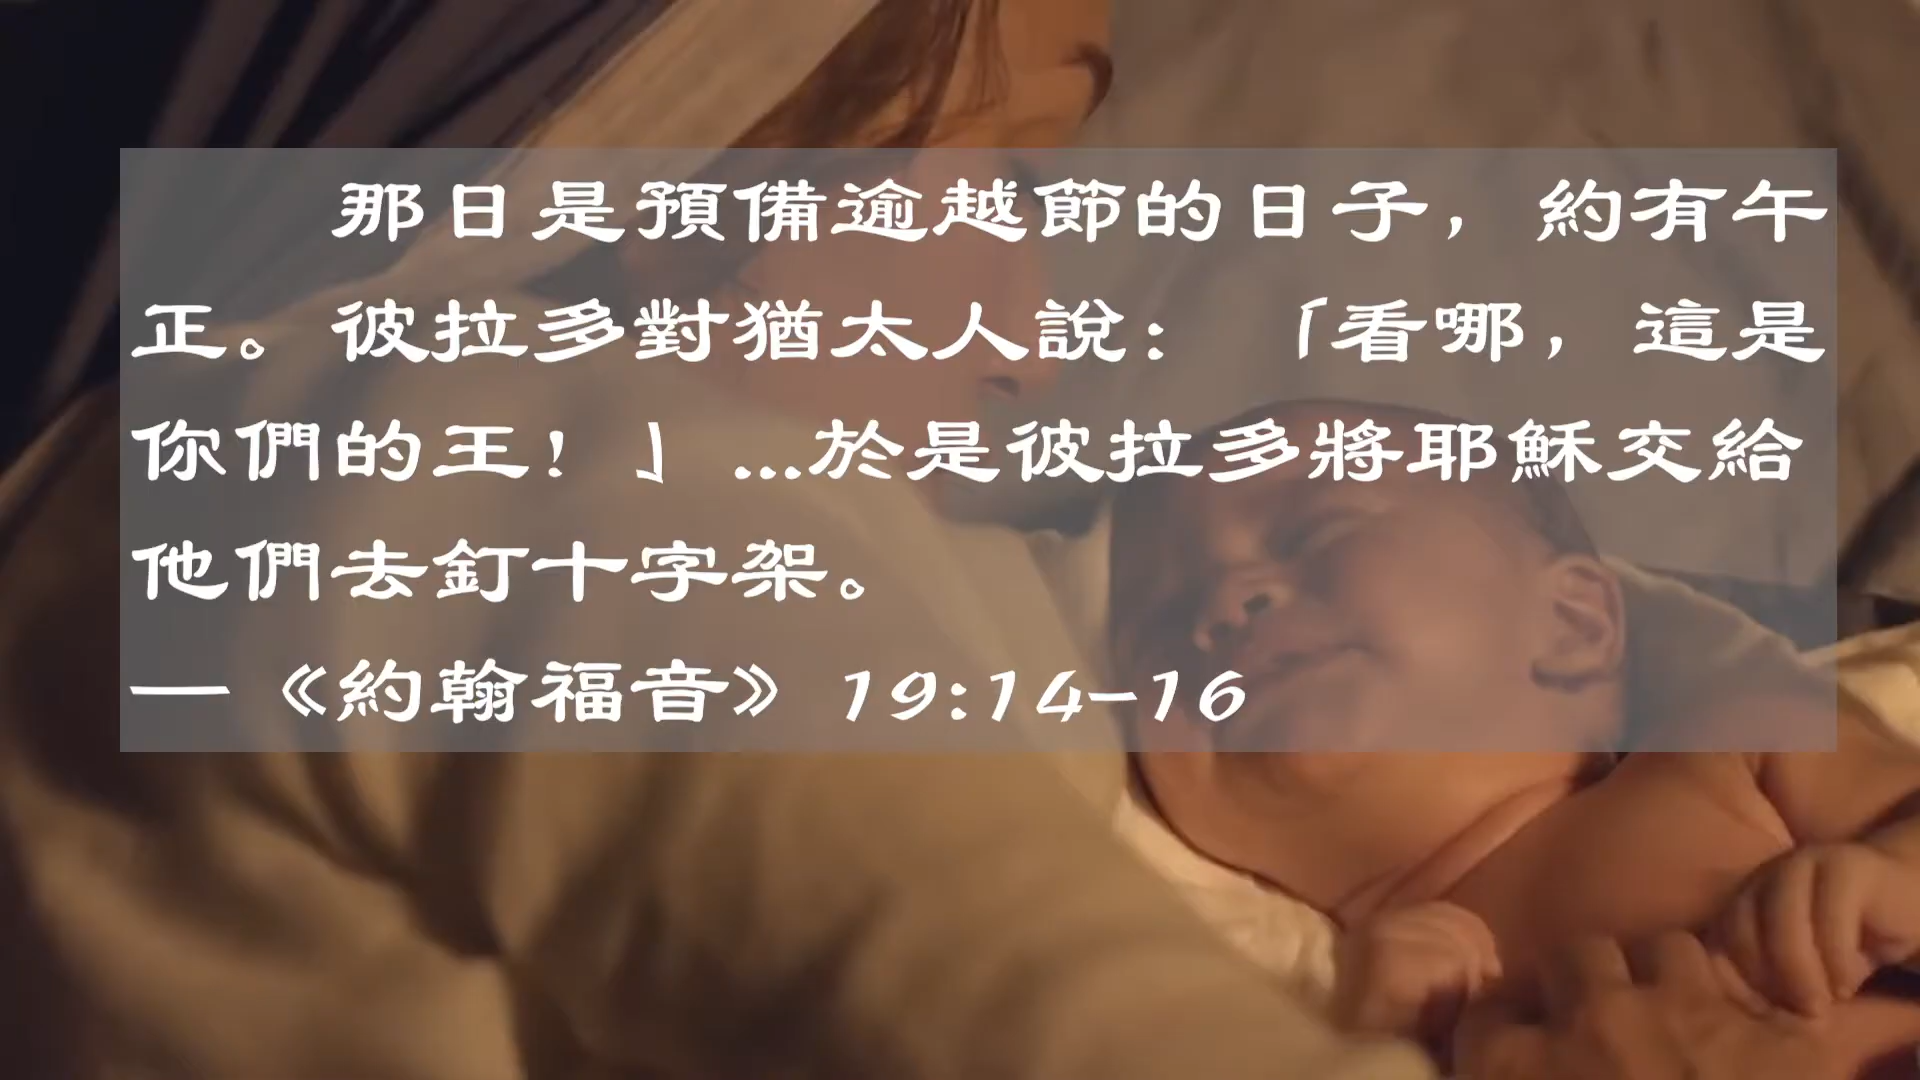 那日是預備逾越節的日子，約有午
正。彼拉多對猶太人說：「看哪，這是
你們的王！」...於是彼拉多將耶穌交給
他們去釘十字架。
—《約翰福音》19:14-16